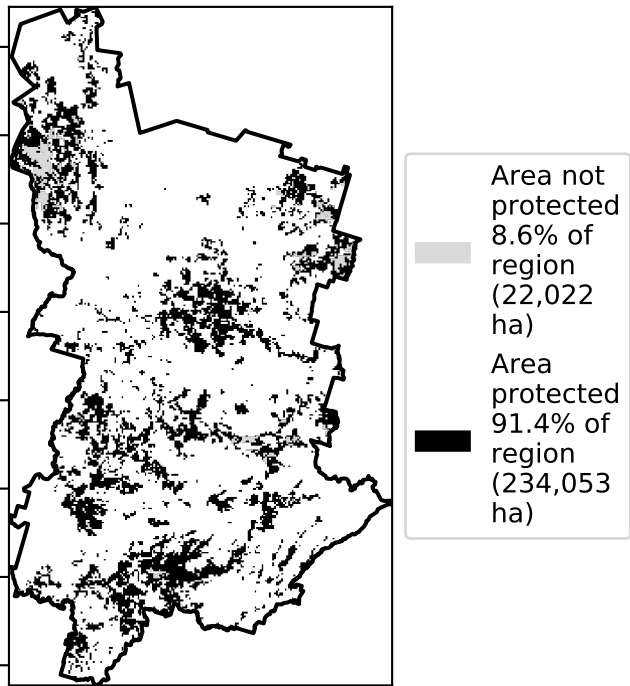 Area not
protected
8.6% of
region
(22,022
ha)
Area
protected
91.4% of
region
(234,053
ha)